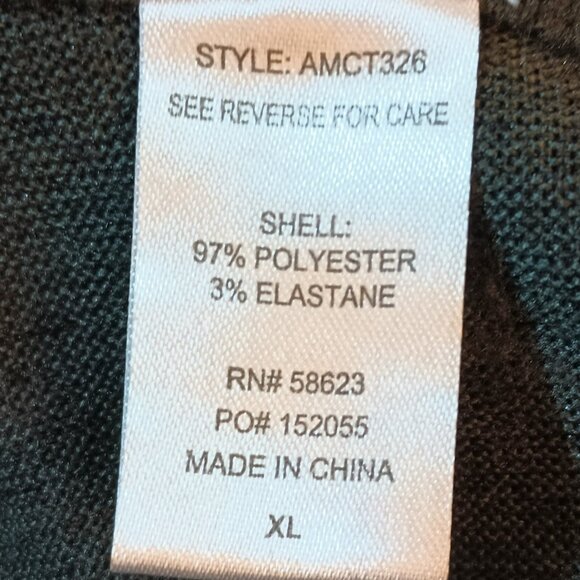 STYLE: AMCT326
SEE REVERSE FOR CARE
SHELL:
97% POLYESTER
3% ELASTANE
RN# 58623
PO# 152055
MADE IN CHINA
XL